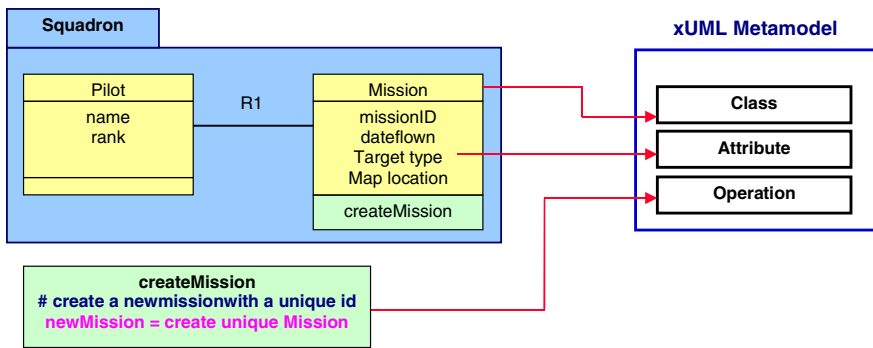 Squadron
xUML Metamodel
Pilot
name
rank
R1
Mission
missionID
dateflown
Target type
Map location
createMission
Class
Attribute
Operation
createMission
# create a newmissionwith a unique id
newMission = create unique Mission